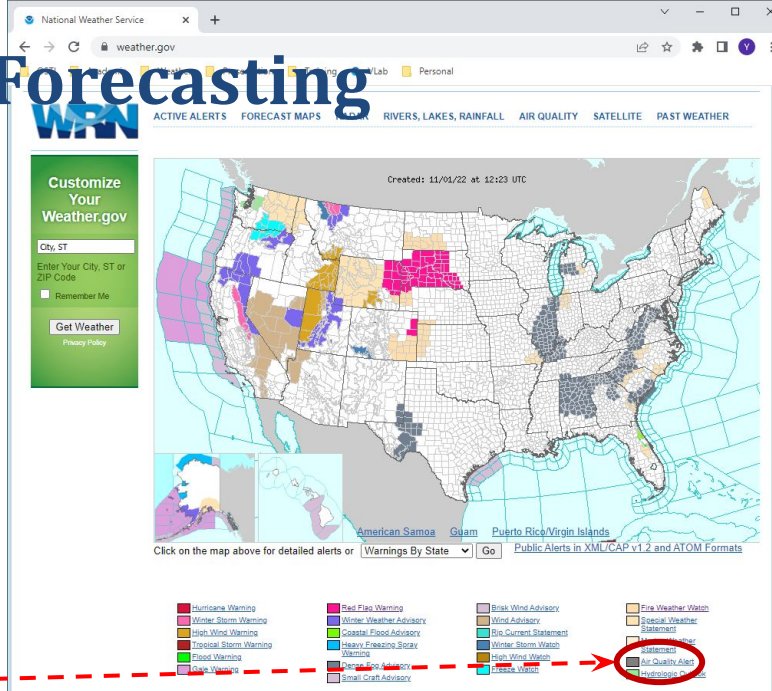 National Weather Service
weather.gov
Forecasting
VLab
Personal
WRN
ACTIVE ALERTS FORECAST MAPS RADAR RIVERS, LAKES, RAINFALL AIR QUALITY SATELLITE PAST WEATHER
Customize
Your
Weather.gov
City, ST
Enter Your City, ST or
ZIP Code
Remember Me
Get Weather
Privacy Policy
Created: 11/01/22 at 12:23 UTC
American Samoa Guam Puerto Rico/Virgin Islands
Click on the map above for detailed alerts or Warnings By State Go Public Alerts in XML/CAP v1.2 and ATOM Formats
Hurricane Warning
Winter Storm Warning
High Wind Warning
Tropical Storm Warning
Flood Warning
Gale Warning
Red Flag Warning
Winter Weather Advisory
Coastal Flood Advisory
Heavy Freezing Spray
Warning
Dense Fog Advisory
Small Craft Advisory
Brisk Wind Advisory
Wind Advisory
Rip Current Statement
Winter Storm Watch
High Wind Watch
Freeze Watch
Fire Weather Watch
Special Weather
Statement
Weather
Statement
Air Quality Alert
Hydrologic Outlook